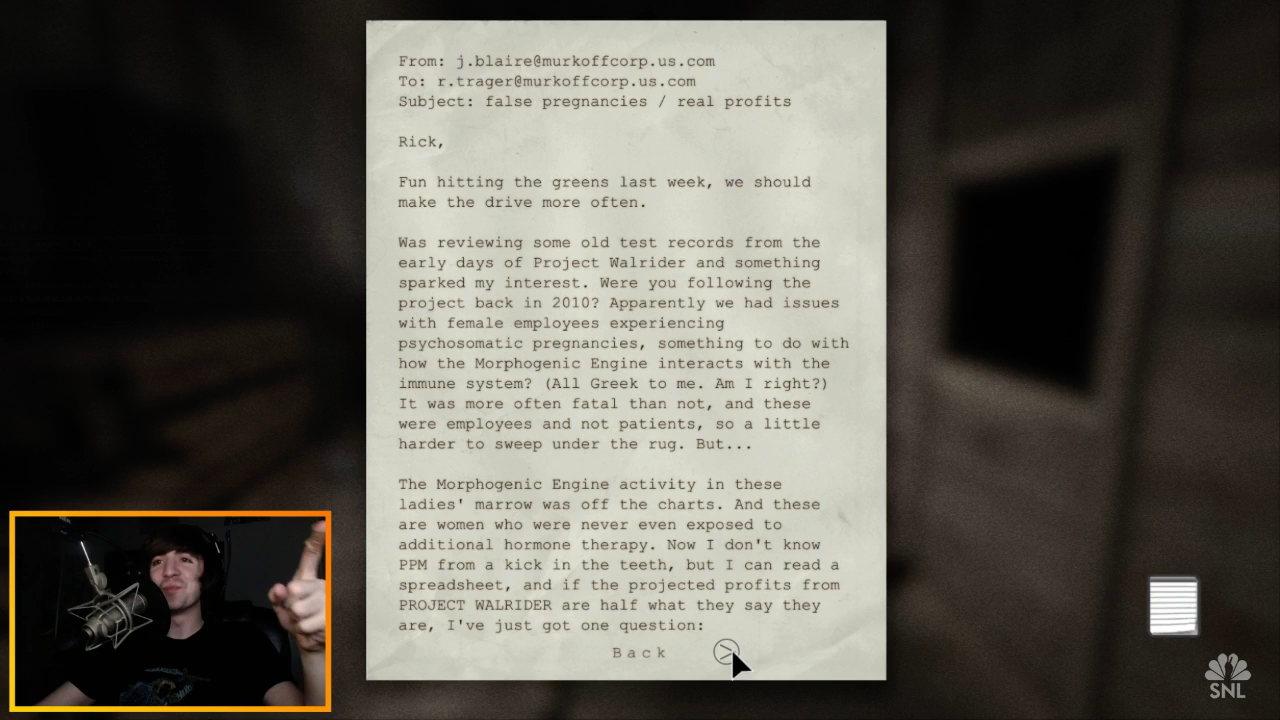 From: j.blaire@murkoffcorp.us.com
To: r.trager@murkoffcorp.us.com
Subject: false pregnancies / real profits
Rick,
Fun hitting the greens last week, we should
make the drive more often.
Was reviewing some old test records from the
early days of Project Walrider and something
sparked my interest. Were you following the
project back in 2010? Apparently we had issues
with female employees experiencing
psychosomatic pregnancies, something to do with
how the Morphogenic Engine interacts with the
immune system? (All Greek to me. Am I right?)
It was more often fatal than not, and these
were employees and not patients, so a little
harder to sweep under the rug. But...
The Morphogenic Engine activity in these
ladies' marrow was off the charts. And these
are women who were never even exposed to
additional hormone therapy. Now I don't know
PPM from a kick in the teeth, but I can read a
spreadsheet, and if the projected profits from
PROJECT WALRIDER are half what they say they
are, I've just got one question:
Back >
SNL